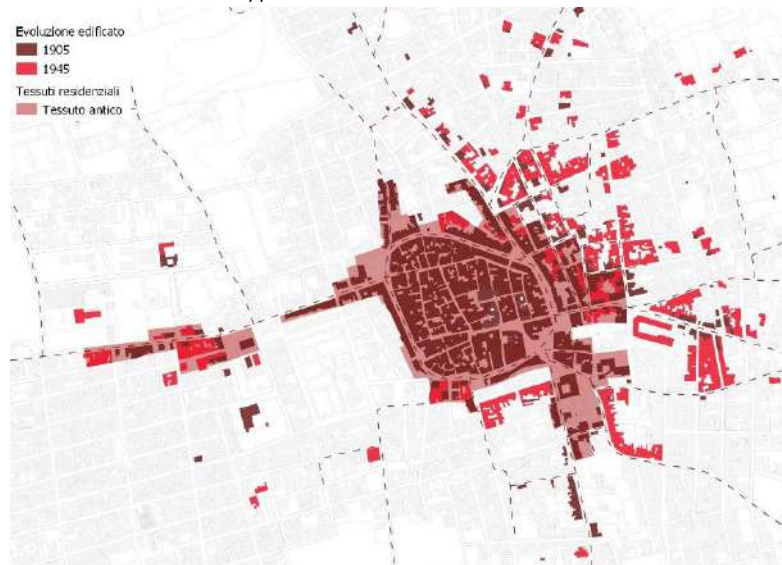 Evoluzione edificato
1905
1945
Tessuti residenziali
Tessuto antico